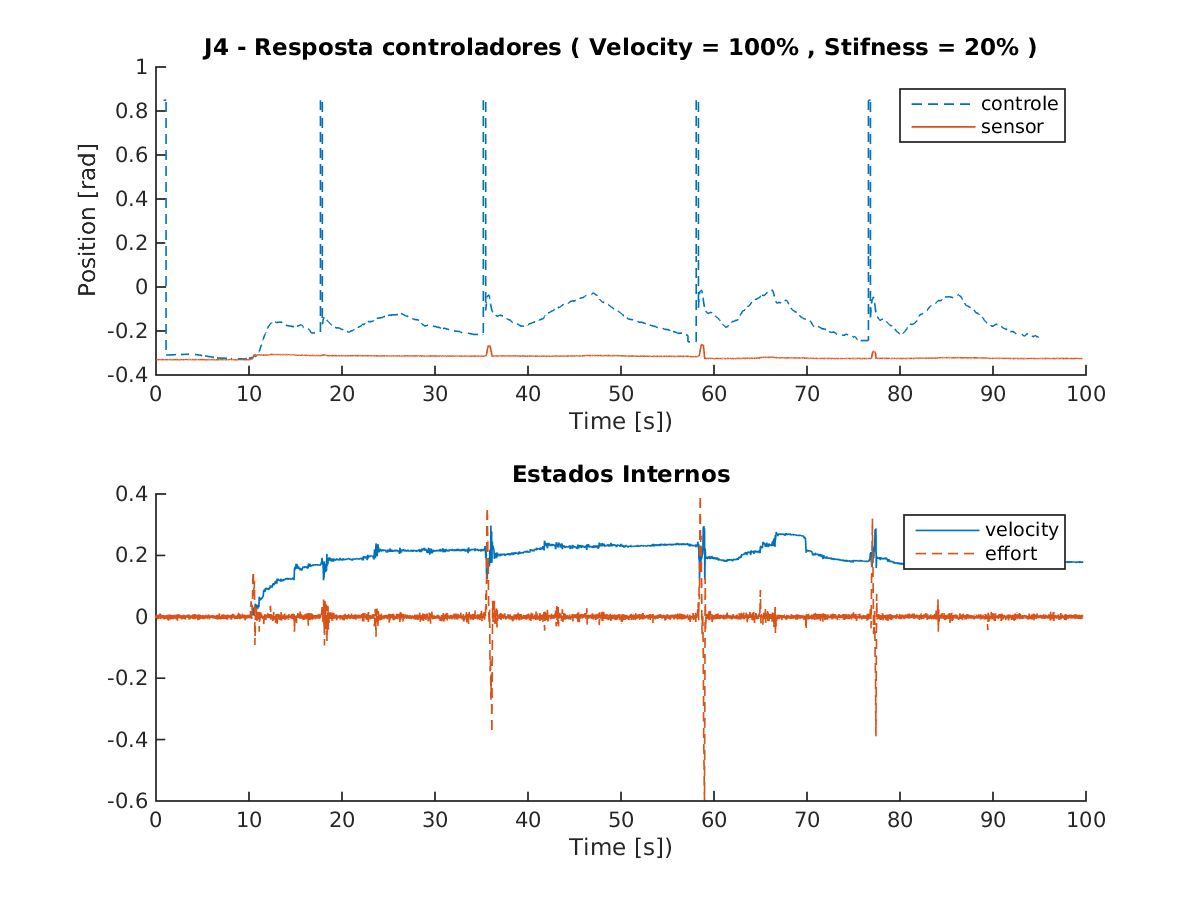 J4 - Resposta controladores ( Velocity = 100% , Stifness = 20% )
1
0.8
0.6
0.4
0.2
0
-0.2
-0.4
Position [rad]
controle
sensor
0 10 20 30 40 50 60 70 80 90 100
Time [s])
Estados Internos
0.4
0.2
0
-0.2
-0.4
-0.6
velocity
effort
0 10 20 30 40 50 60 70 80 90 100
Time [s])